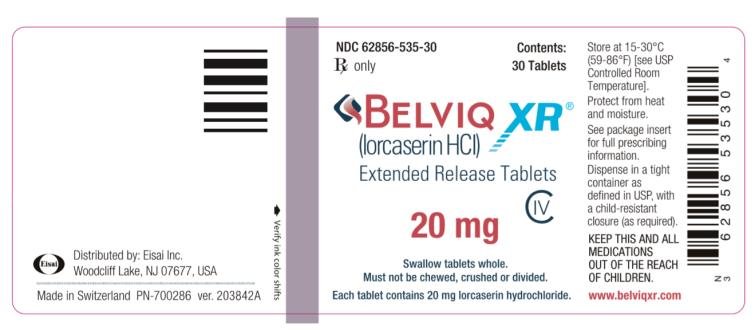 Eisai
Distributed by: Eisai Inc.
Woodcliff Lake, NJ 07677, USA
Made in Switzerland PN-700286 ver. 203842A
Verify ink color shifts
NDC 62856-535-30
Rx only
Contents:
30 Tablets
BELVIQ XR®
(lorcaserin HCl)
Extended Release Tablets
CIV
20 mg
Swallow tablets whole.
Must not be chewed, crushed or divided.
Each tablet contains 20 mg lorcaserin hydrochloride.
Store at 15-30°C
(59-86°F) [see USP
Controlled Room
Temperature].
Protect from heat
and moisture.
See package insert
for full prescribing
information.
Dispense in a tight
container as
defined in USP, with
a child-resistant
closure (as required).
KEEP THIS AND ALL
MEDICATIONS
OUT OF THE REACH
OF CHILDREN.
www.belviqxr.com
N
3 62856 53530 4